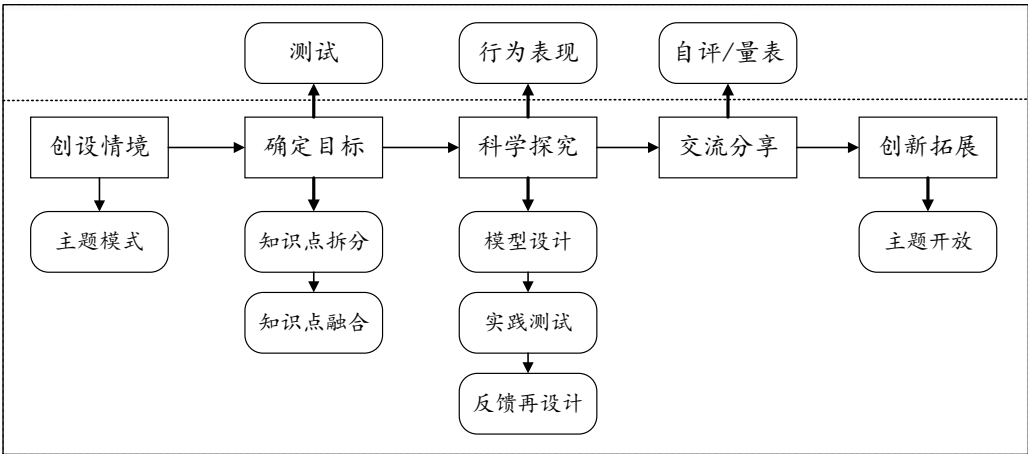 测试
行为表现
自评/量表
创设情境
确定目标
科学探究
交流分享
创新拓展
主题模式
知识点拆分
模型设计
主题开放
知识点融合
实践测试
反馈再设计